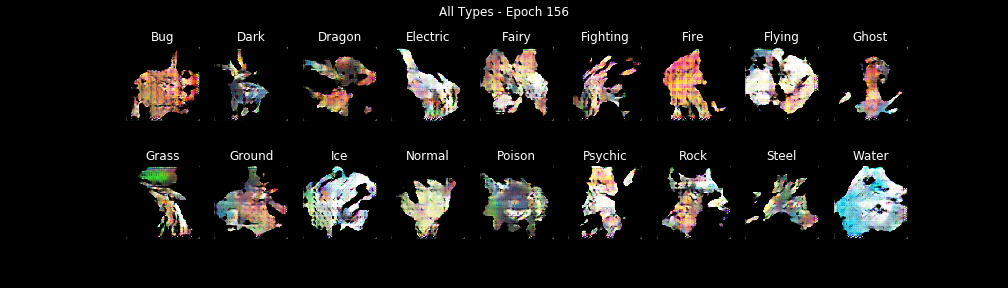 All Types - Epoch 156
Bug Dark Dragon Electric Fairy Fighting Fire Flying Ghost
Grass Ground Ice Normal Poison Psychic Rock Steel Water